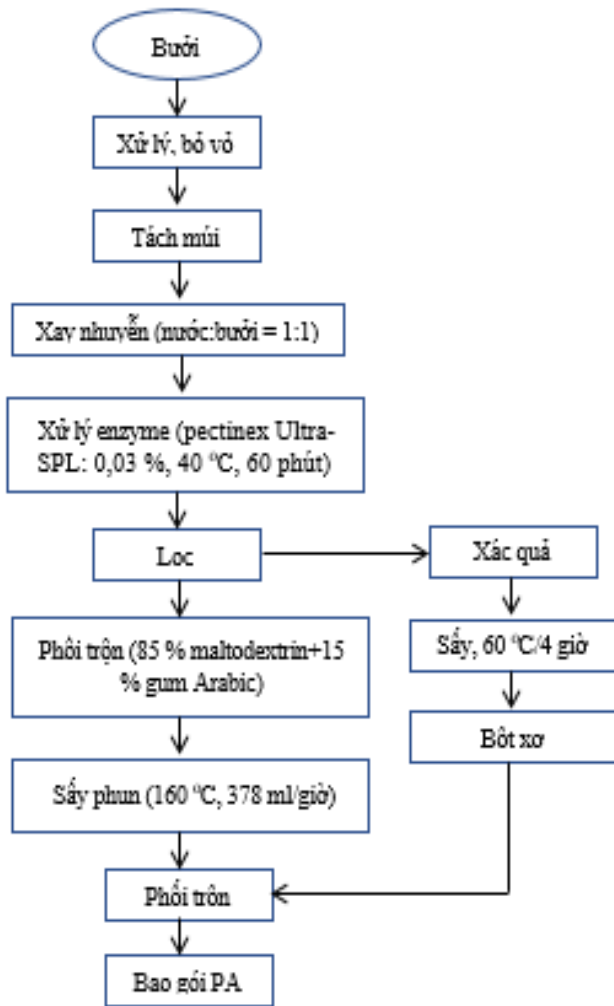 Bưởi
Xử lý, bỏ vỏ
Tách múi
Xay nhuyễn (nước:bưởi = 1:1)
Xử lý enzyme (pectinex Ultra-
SPL: 0,03 %, 40 °C, 60 phút)
Lọc
Xác quả
Phối trộn (85 % maltodextrin+15
% gum Arabic)
Sấy, 60 °C/4 giờ
Bột xơ
Sấy phun (160 °C, 378 ml/giờ)
Phối trộn
Bao gói PA